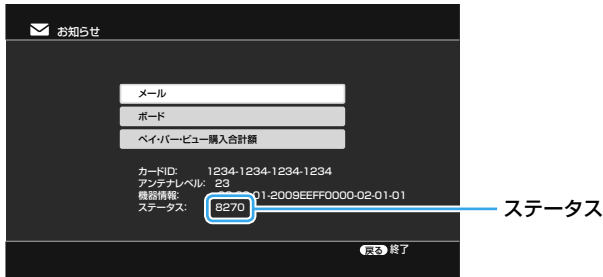 お知らせ
メール
ボード
ペイ・パー・ビュー購入合計額
カードID: 1234-1234-1234-1234
アンテナレベル: 23
機器情報: 01-2009EEFF0000-02-01-01
ステータス: 8270
ステータス
戻る 終了